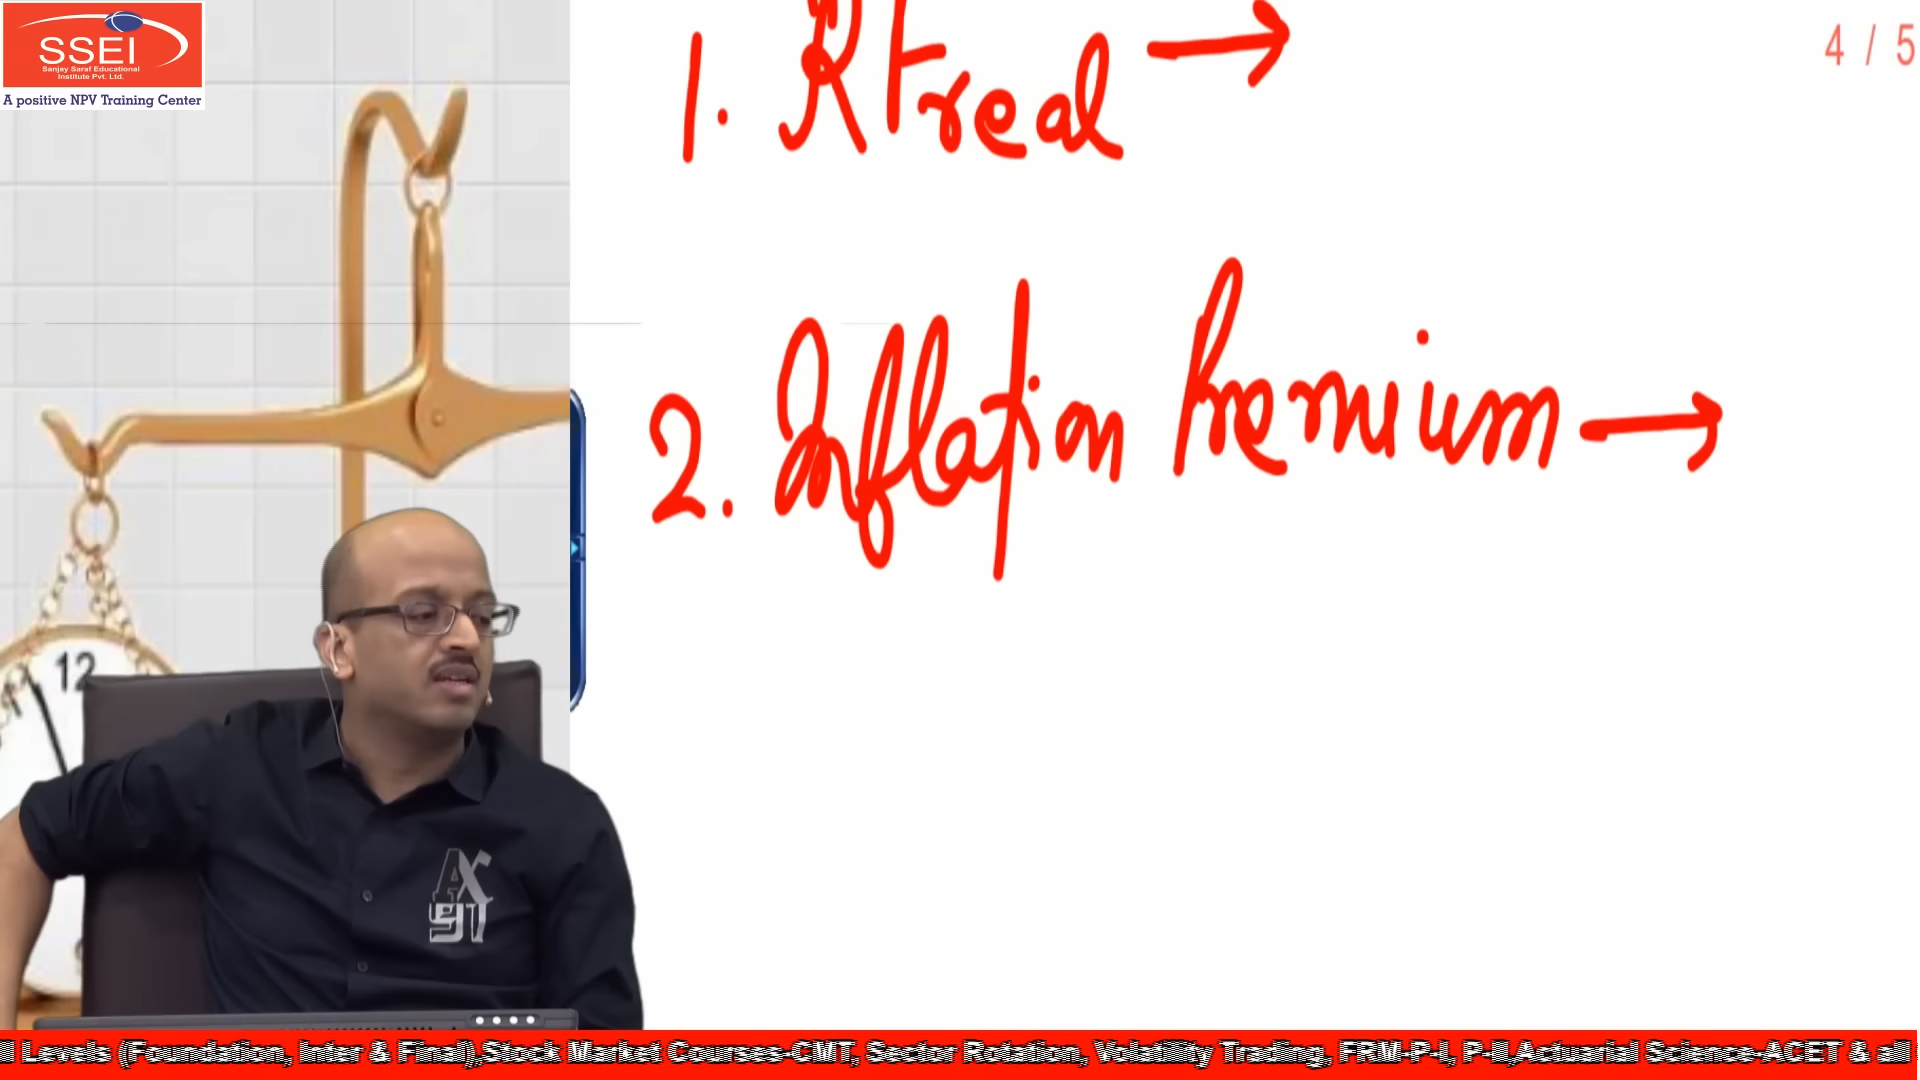 SSEI
Sanjay Saraf Educational
Institute Pvt. Ltd.
A positive NPV Training Center
4 / 5
1. RFreal →
2. Inflation Premium →
12
Levels (Foundation, Inter & Final),Stock Market Courses-CMT, Sector Rotation, Volatility Trading, FRM-P-I, P-II,Actuarial Science-ACET & all